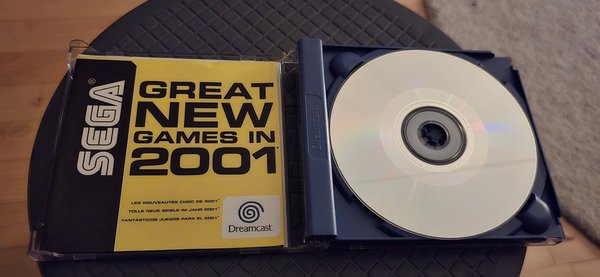 SEGA®
GREAT
NEW
GAMES IN
2001*
LES NOUVEAUTÉS CHOC DE 2001*
TOLLE NEUE SPIELE IM JAHR 2001*
FANTÁSTICOS JUEGOS PARA EL 2001*
Dreamcast
Dreamcast